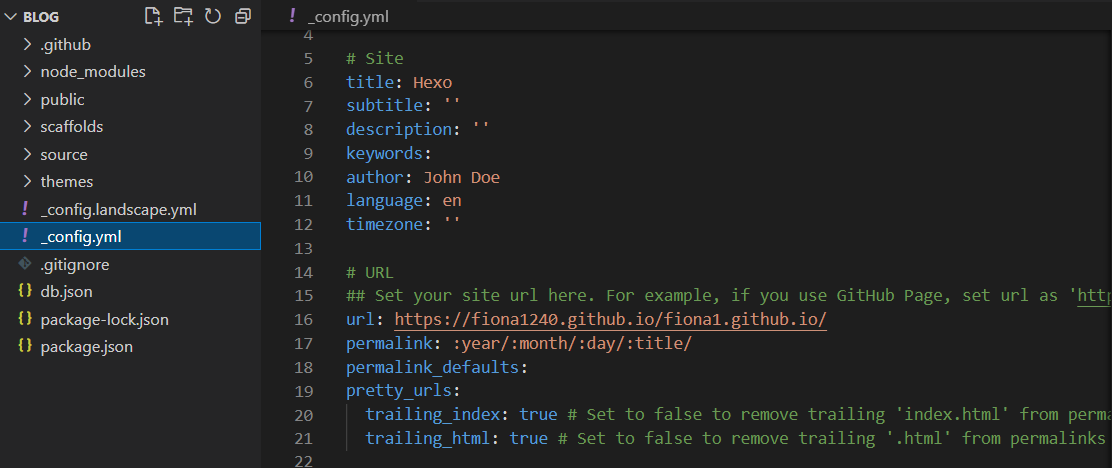 BLOG
.github
node_modules
public
scaffolds
source
themes
! _config.landscape.yml
! _config.yml
.gitignore
{} db.json
{} package-lock.json
{} package.json
! _config.yml
4
5 # Site
6 title: Hexo
7 subtitle: ''
8 description: ''
9 keywords:
10 author: John Doe
11 language: en
12 timezone: ''
13
14 # URL
15 ## Set your site url here. For example, if you use GitHub Page, set url as 'http
16 url: https://fiona1240.github.io/fiona1.github.io/
17 permalink: :year/:month/:day/:title/
18 permalink_defaults:
19 pretty_urls:
20 trailing_index: true # Set to false to remove trailing 'index.html' from perma
21 trailing_html: true # Set to false to remove trailing '.html' from permalinks
22